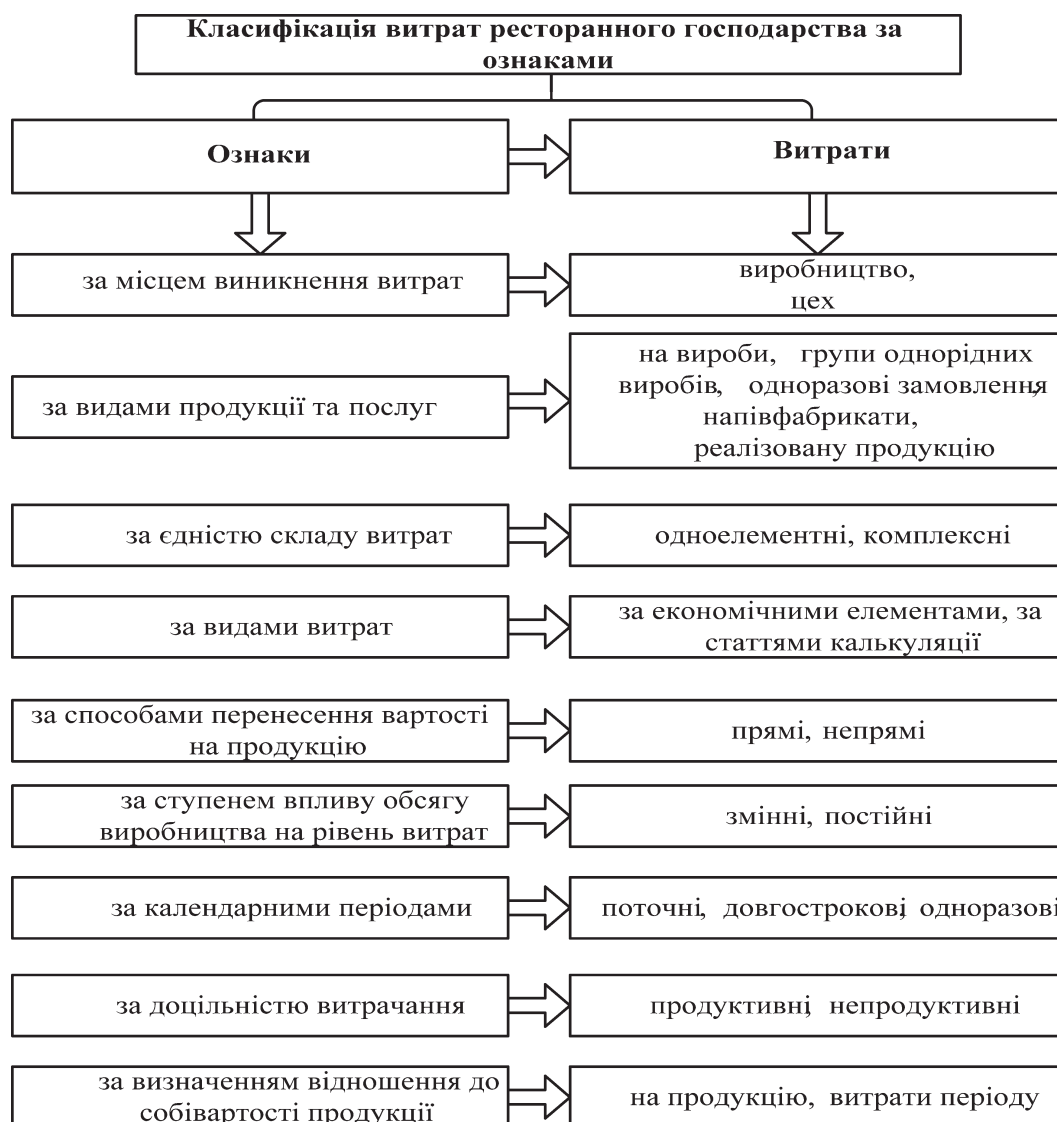 Класифікація витрат ресторанного господарства за
ознаками
Ознаки
Витрати
за місцем виникнення витрат
виробництво,
цех
за видами продукції та послуг
на вироби, групи однорідних
виробів, одноразові замовлення,
напівфабрикати,
реалізовану продукцію
за єдністю складу витрат
одноелементні, комплексні
за видами витрат
за економічними елементами, за
статтями калькуляції
за способами перенесення вартості
на продукцію
прямі, непрямі
за ступенем впливу обсягу
виробництва на рівень витрат
змінні, постійні
за календарними періодами
поточні, довгострокові, одноразові
за доцільністю витрачання
продуктивні, непродуктивні
за визначенням відношення до
собівартості продукції
на продукцію, витрати періоду